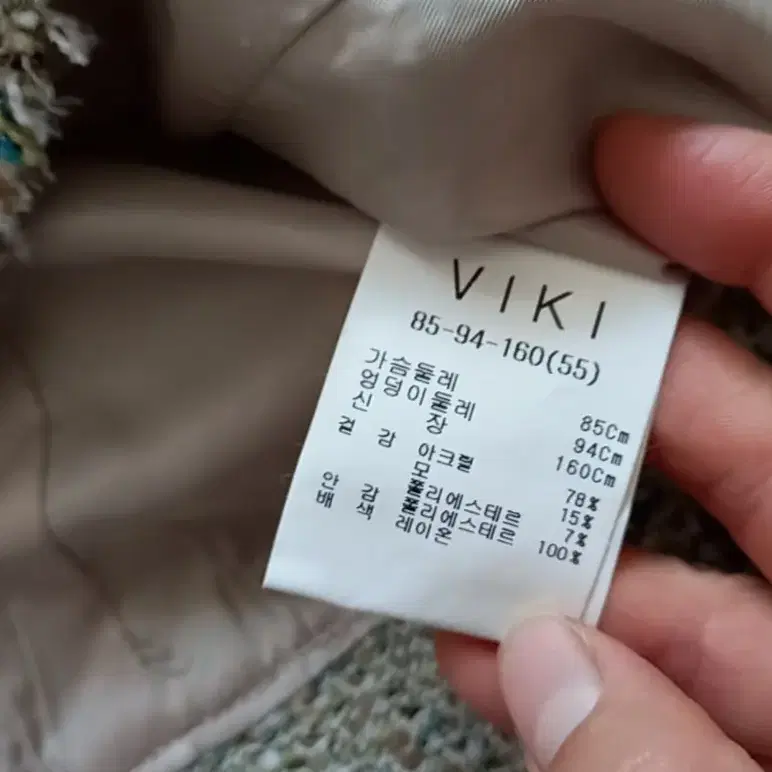 VIKI
85-94-160(55)
가슴둘레 85Cm
엉덩이둘레 94Cm
신 장 160Cm
겉 감 아크릴 78%
모 15%
폴리에스테르 7%
안 감 폴리에스테르 100%
배 색 레이온